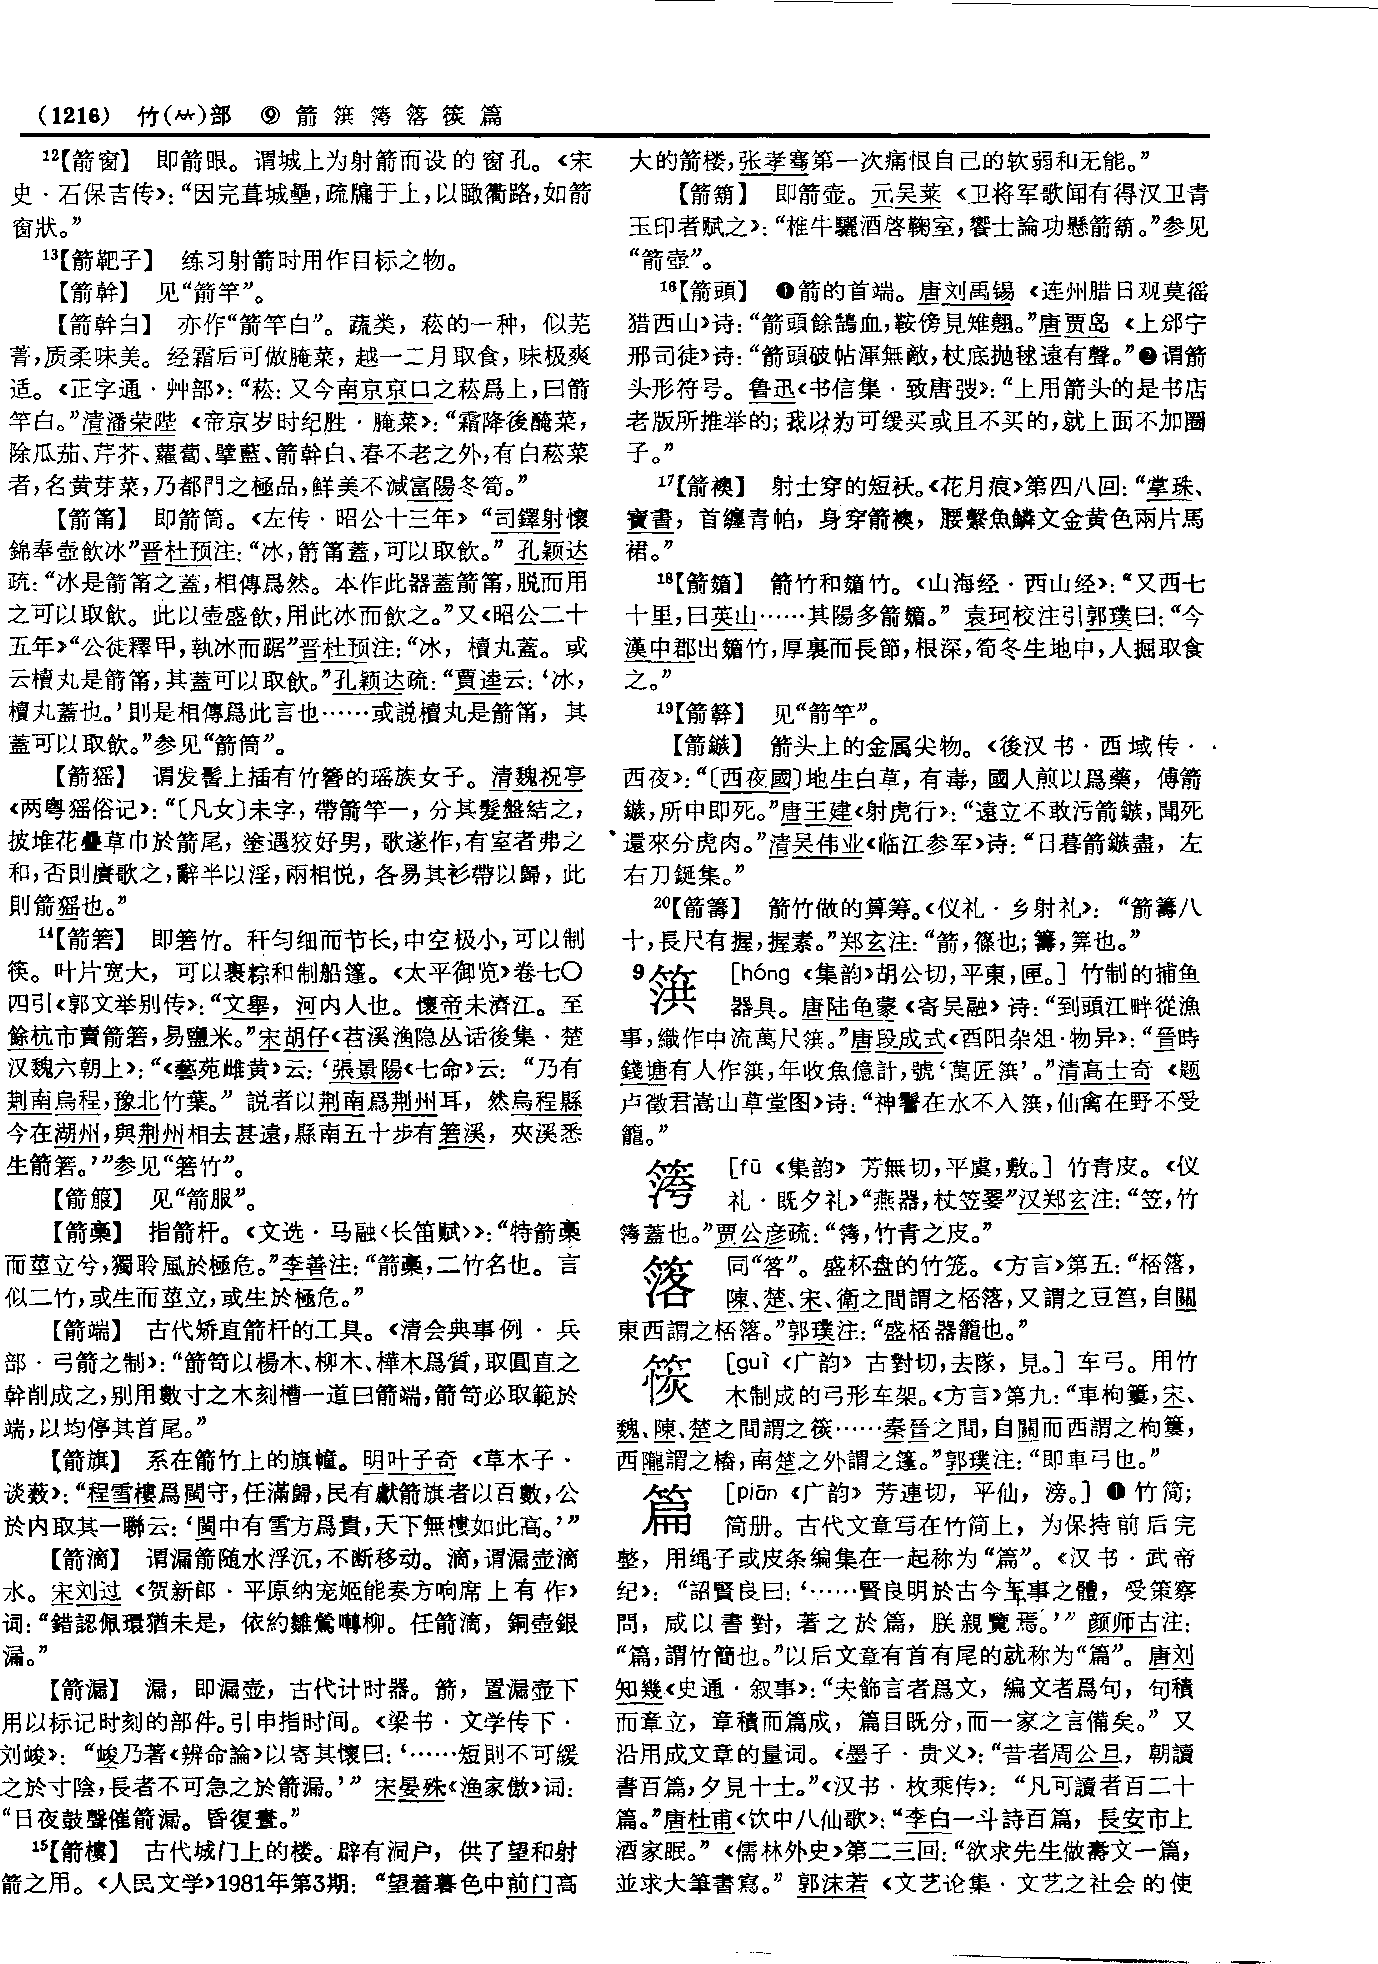 (1216) 竹(⺮)部 ⑨ 箭 篊 筟 落 筷 篇
12【箭窗】 即箭眼。谓城上为射箭而设的窗孔。《宋
史·石保吉传》:“因完葺城壘,疏牖于上,以瞰衢路,如箭
窗狀。”
13【箭靶子】 练习射箭时用作目标之物。
【箭幹】 见“箭竿”。
【箭幹白】 亦作“箭竿白”。蔬类,菘的一种,似芜
菁,质柔味美。经霜后可做腌菜,越一二月取食,味极爽
适。《正字通·艸部》:“菘:又今南京京口之菘爲上,曰箭
竿白。”清潘荣陛《帝京岁时纪胜·腌菜》:“霜降後醃菜,
除瓜茄、芹芥、蘿蔔、擘藍、箭幹白、春不老之外,有白菘菜
者,名黄芽菜,乃都門之極品,鮮美不減富陽冬筍。”
【箭筩】 即箭筒。《左传·昭公十三年》“司鐸射懷
錦奉壺飲冰”晋杜预注:“冰,箭筩蓋,可以取飲。”孔颖达
疏:“冰是箭筩之蓋,相傳爲然。本作此器蓋箭筩,脱而用
之可以取飲。此以壺盛飲,用此冰而飲之。”又《昭公二十
五年》“公徒釋甲,執冰而踞”晋杜预注:“冰,櫝丸蓋。或
云櫝丸是箭筩,其蓋可以取飲。”孔颖达疏:“賈逵云:‘冰,
櫝丸蓋也。’則是相傳爲此言也……或説櫝丸是箭筩,其
蓋可以取飲。”参见“箭筒”。
【箭猺】 谓发髻上插有竹簪的瑶族女子。清魏祝亭
《两粤猺俗记》:“〔凡女〕未字,帶箭竿一,分其髮盤結之,
披堆花疊草巾於箭尾,塗遇狡好男,歌遂作,有室者弗之
和,否則賡歌之,辭半以淫,兩相悦,各易其衫帶以歸,此
則箭猺也。”
14【箭箬】 即箬竹。秆匀细而节长,中空极小,可以制
筷。叶片宽大,可以裹粽和制船篷。《太平御览》卷七〇
四引《郭文举别传》:“文舉,河内人也。懷帝未濟江。至
餘杭市賣箭箬,易鹽米。”宋胡仔《苕溪渔隐丛话後集·楚
汉魏六朝上》:“《藝苑雌黄》云:‘張景陽《七命》云:“乃有
荆南烏程,豫北竹葉。”説者以荆南爲荆州耳,然烏程縣
今在湖州,與荆州相去甚遠,縣南五十步有箬溪,夾溪悉
生箭箬。’”参见“箬竹”。
【箭箙】 见“箭服”。
【箭藳】 指箭杆。《文选·马融〈长笛赋〉》:“特箭藳
而莖立兮,獨聆風於極危。”李善注:“箭藳,二竹名也。言
似二竹,或生而莖立,或生於極危。”
【箭端】 古代矫直箭杆的工具。《清会典事例·兵
部·弓箭之制》:“箭笴以楊木、柳木、樺木爲質,取圓直之
幹削成之,别用數寸之木刻槽一道曰箭端,箭笴必取範於
端,以均停其首尾。”
【箭旗】 系在箭竹上的旗幢。明叶子奇《草木子·
谈薮》:“程雪樓爲閩守,任滿歸,民有獻箭旗者以百數,公
於内取其一聯云:‘閩中有雪方爲貴,天下無樓如此高。’”
【箭滴】 谓漏箭随水浮沉,不断移动。滴,谓漏壶滴
水。宋刘过《贺新郎·平原纳宠姬能奏方响席上有作》
词:“錯認佩環猶未是,依約雛鶯囀柳。任箭滴,銅壺銀
漏。”
【箭漏】 漏,即漏壶,古代计时器。箭,置漏壶下
用以标记时刻的部件。引申指时间。《梁书·文学传下·
刘峻》:“峻乃著《辨命論》以寄其懷曰:‘……短則不可緩
之於寸陰,長者不可急之於箭漏。’”宋晏殊《渔家傲》词:
“日夜鼓聲催箭漏。昏復晝。”
15【箭樓】 古代城门上的楼。辟有洞户,供了望和射
箭之用。《人民文学》1981年第3期:“望着暮色中前门高
大的箭楼,张孝骞第一次痛恨自己的软弱和无能。”
【箭箶】 即箭壶。元吴莱《卫将军歌闻有得汉卫青
玉印者赋之》:“椎牛驪酒啓鞠室,饗士論功懸箭箶。”参见
“箭壺”。
16【箭頭】 ❶箭的首端。唐刘禹锡《连州腊日观莫徭
猎西山》诗:“箭頭餘鵠血,鞍傍見雉翹。”唐贾岛《上邠宁
邢司徒》诗:“箭頭破帖渾無敵,杖底抛毬遠有聲。”❷谓箭
头形符号。鲁迅《书信集·致唐弢》:“上用箭头的是书店
老版所推举的;我以为可缓买或且不买的,就上面不加圈
子。”
17【箭襖】 射士穿的短袄。《花月痕》第四八回:“掌珠、
寶書,首纏青帕,身穿箭襖,腰繫魚鱗文金黄色兩片馬
裙。”
18【箭䉋】 箭竹和䉋竹。《山海经·西山经》:“又西七
十里,曰英山……其陽多箭䉋。”袁珂校注引郭璞曰:“今
漢中郡出䉋竹,厚裏而長節,根深,筍冬生地中,人掘取食
之。”
19【箭簳】 见“箭竿”。
【箭鏃】 箭头上的金属尖物。《後汉书·西域传·
西夜》:“〔西夜國〕地生白草,有毒,國人煎以爲藥,傅箭
鏃,所中即死。”唐王建《射虎行》:“遠立不敢污箭鏃,聞死
還來分虎肉。”清吴伟业《临江参军》诗:“日暮箭鏃盡,左
右刀鋋集。”
20【箭籌】 箭竹做的算筹。《仪礼·乡射礼》:“箭籌八
十,長尺有握,握素。”郑玄注:“箭,篠也;籌,筭也。”
9篊 [hóng《集韵》胡公切,平東,匣。]竹制的捕鱼
器具。唐陆龟蒙《寄吴融》诗:“到頭江畔從漁
事,織作中流萬尺篊。”唐段成式《酉阳杂俎·物异》:“晉時
錢塘有人作篊,年收魚億計,號‘萬匠篊’。”清高士奇《题
卢徵君嵩山草堂图》诗:“神鬐在水不入篊,仙禽在野不受
籠。”
[fū《集韵》芳無切,平虞,敷。]竹青皮。《仪
礼·既夕礼》“燕器,杖笠翣”汉郑玄注:“笠,竹
䈏蓋也。”贾公彦疏:“䈏,竹青之皮。”
同“笿”。盛杯盘的竹笼。《方言》第五:“桮落,
陳、楚、宋、衛之間謂之桮落,又謂之豆筥,自關
東西謂之桮落。”郭璞注:“盛桮器籠也。”
[guì《广韵》古對切,去隊,見。]车弓。用竹
木制成的弓形车架。《方言》第九:“車枸簍,宋、
魏、陳、楚之間謂之筷……秦晉之間,自關而西謂之枸簍,
西隴謂之㭠,南楚之外謂之篷。”郭璞注:“即車弓也。”
篇 [piān《广韵》芳連切,平仙,滂。]❶竹简;
简册。古代文章写在竹简上,为保持前后完
整,用绳子或皮条编集在一起称为“篇”。《汉书·武帝
纪》:“詔賢良曰:‘……賢良明於古今王事之體,受策察
問,咸以書對,著之於篇,朕親覽焉。’”颜师古注:
“篇,謂竹簡也。”以后文章有首有尾的就称为“篇”。唐刘
知幾《史通·叙事》:“夫飾言者爲文,編文者爲句,句積
而章立,章積而篇成,篇目既分,而一家之言備矣。”又
沿用成文章的量词。《墨子·贵义》:“昔者周公旦,朝讀
書百篇,夕見十士。”《汉书·枚乘传》:“凡可讀者百二十
篇。”唐杜甫《饮中八仙歌》:“李白一斗詩百篇,長安市上
酒家眠。”《儒林外史》第二三回:“欲求先生做壽文一篇,
並求大筆書寫。”郭沫若《文艺论集·文艺之社会的使